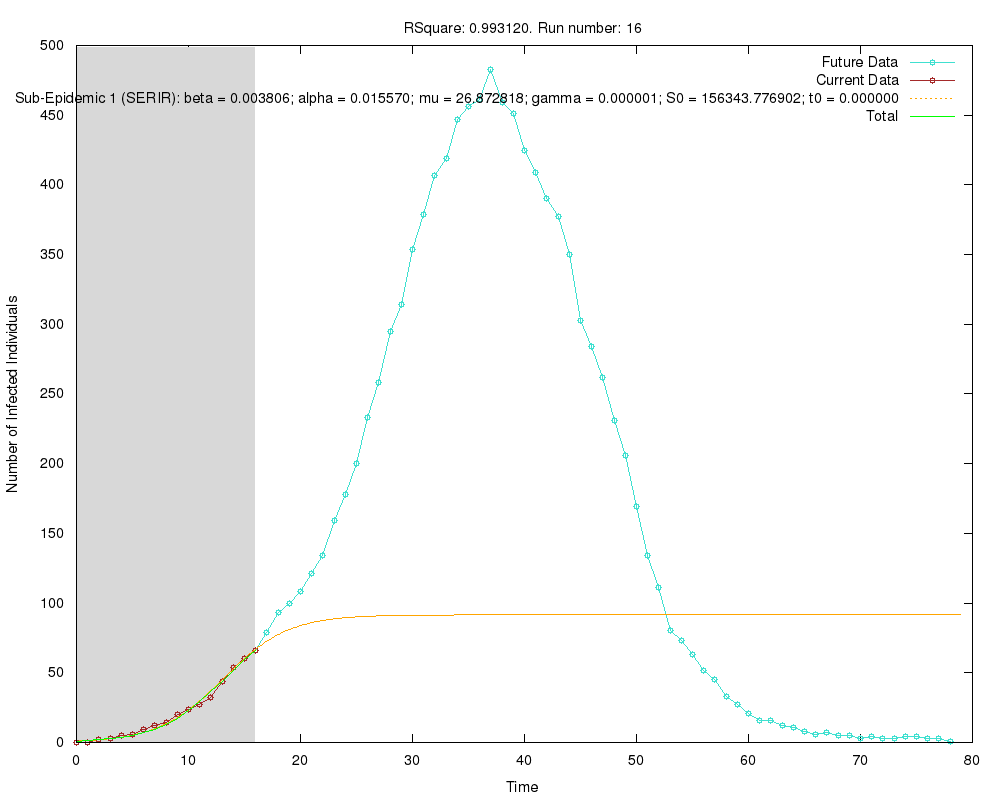 RSquare: 0.993120. Run number: 16
500
450
400
350
300
250
200
150
100
50
0
Number of Infected Individuals
Future Data
Current Data
Sub-Epidemic 1 (SERIR): beta = 0.003806; alpha = 0.015570; mu = 26.872818; gamma = 0.000001; S0 = 156343.776902; t0 = 0.000000
Total
0 10 20 30 40 50 60 70 80
Time